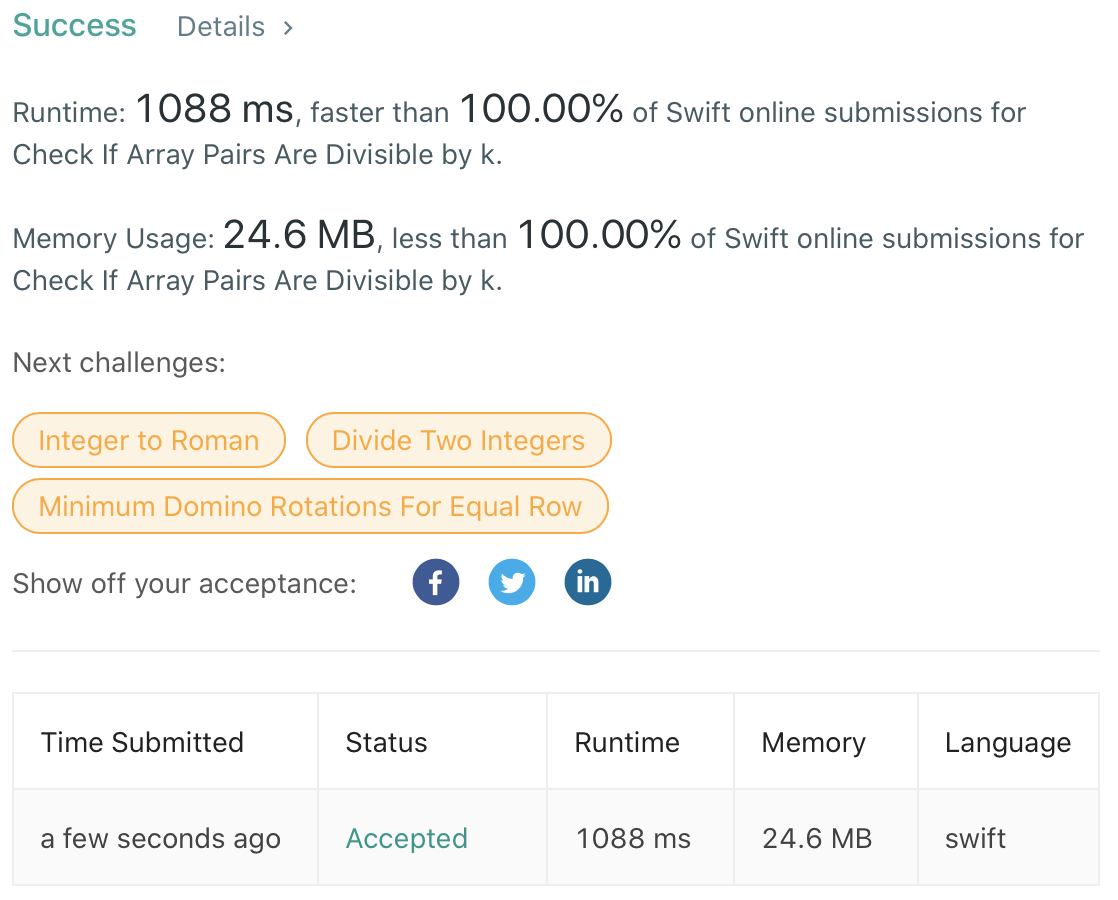 Success Details >
Runtime: 1088 ms, faster than 100.00% of Swift online submissions for
Check If Array Pairs Are Divisible by k.
Memory Usage: 24.6 MB, less than 100.00% of Swift online submissions for
Check If Array Pairs Are Divisible by k.
Next challenges:
Integer to Roman Divide Two Integers
Minimum Domino Rotations For Equal Row
Show off your acceptance: f in
Time Submitted Status Runtime Memory Language
a few seconds ago Accepted 1088 ms 24.6 MB swift